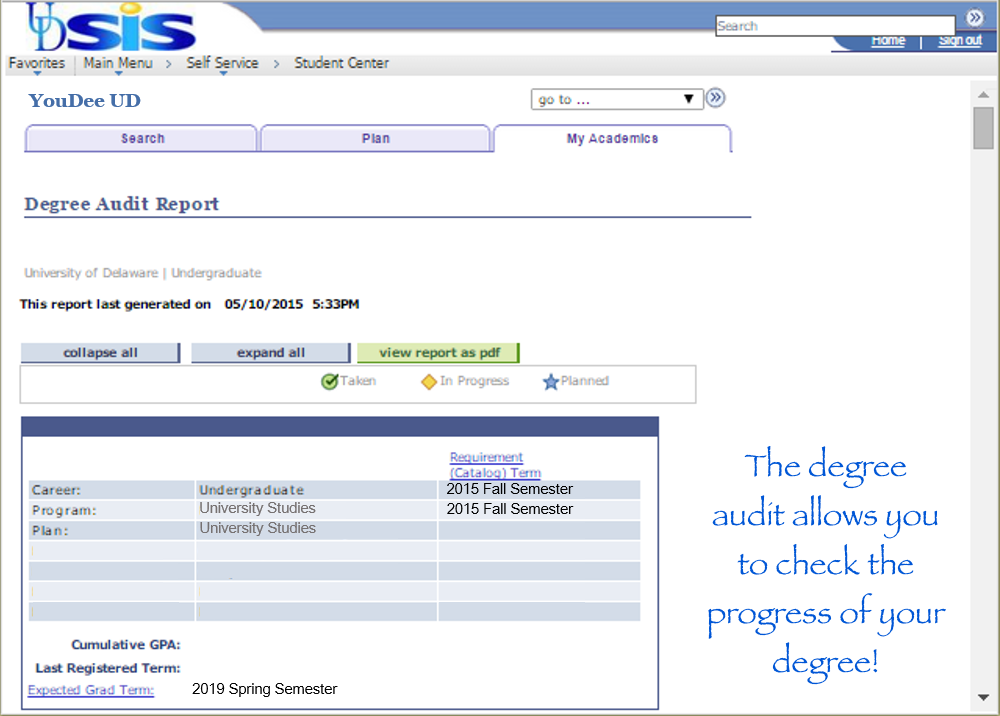 UDSIS
Search
Home | Sign out
Favorites Main Menu > Self Service > Student Center
YouDee UD
go to ...
Search Plan My Academics
Degree Audit Report
University of Delaware | Undergraduate
This report last generated on 05/10/2015 5:33PM
collapse all expand all view report as pdf
Taken In Progress Planned
Requirement
(Catalog) Term
Career: Undergraduate 2015 Fall Semester
Program: University Studies 2015 Fall Semester
Plan: University Studies
Cumulative GPA:
Last Registered Term:
Expected Grad Term: 2019 Spring Semester
The degree
audit allows you
to check the
progress of your
degree!